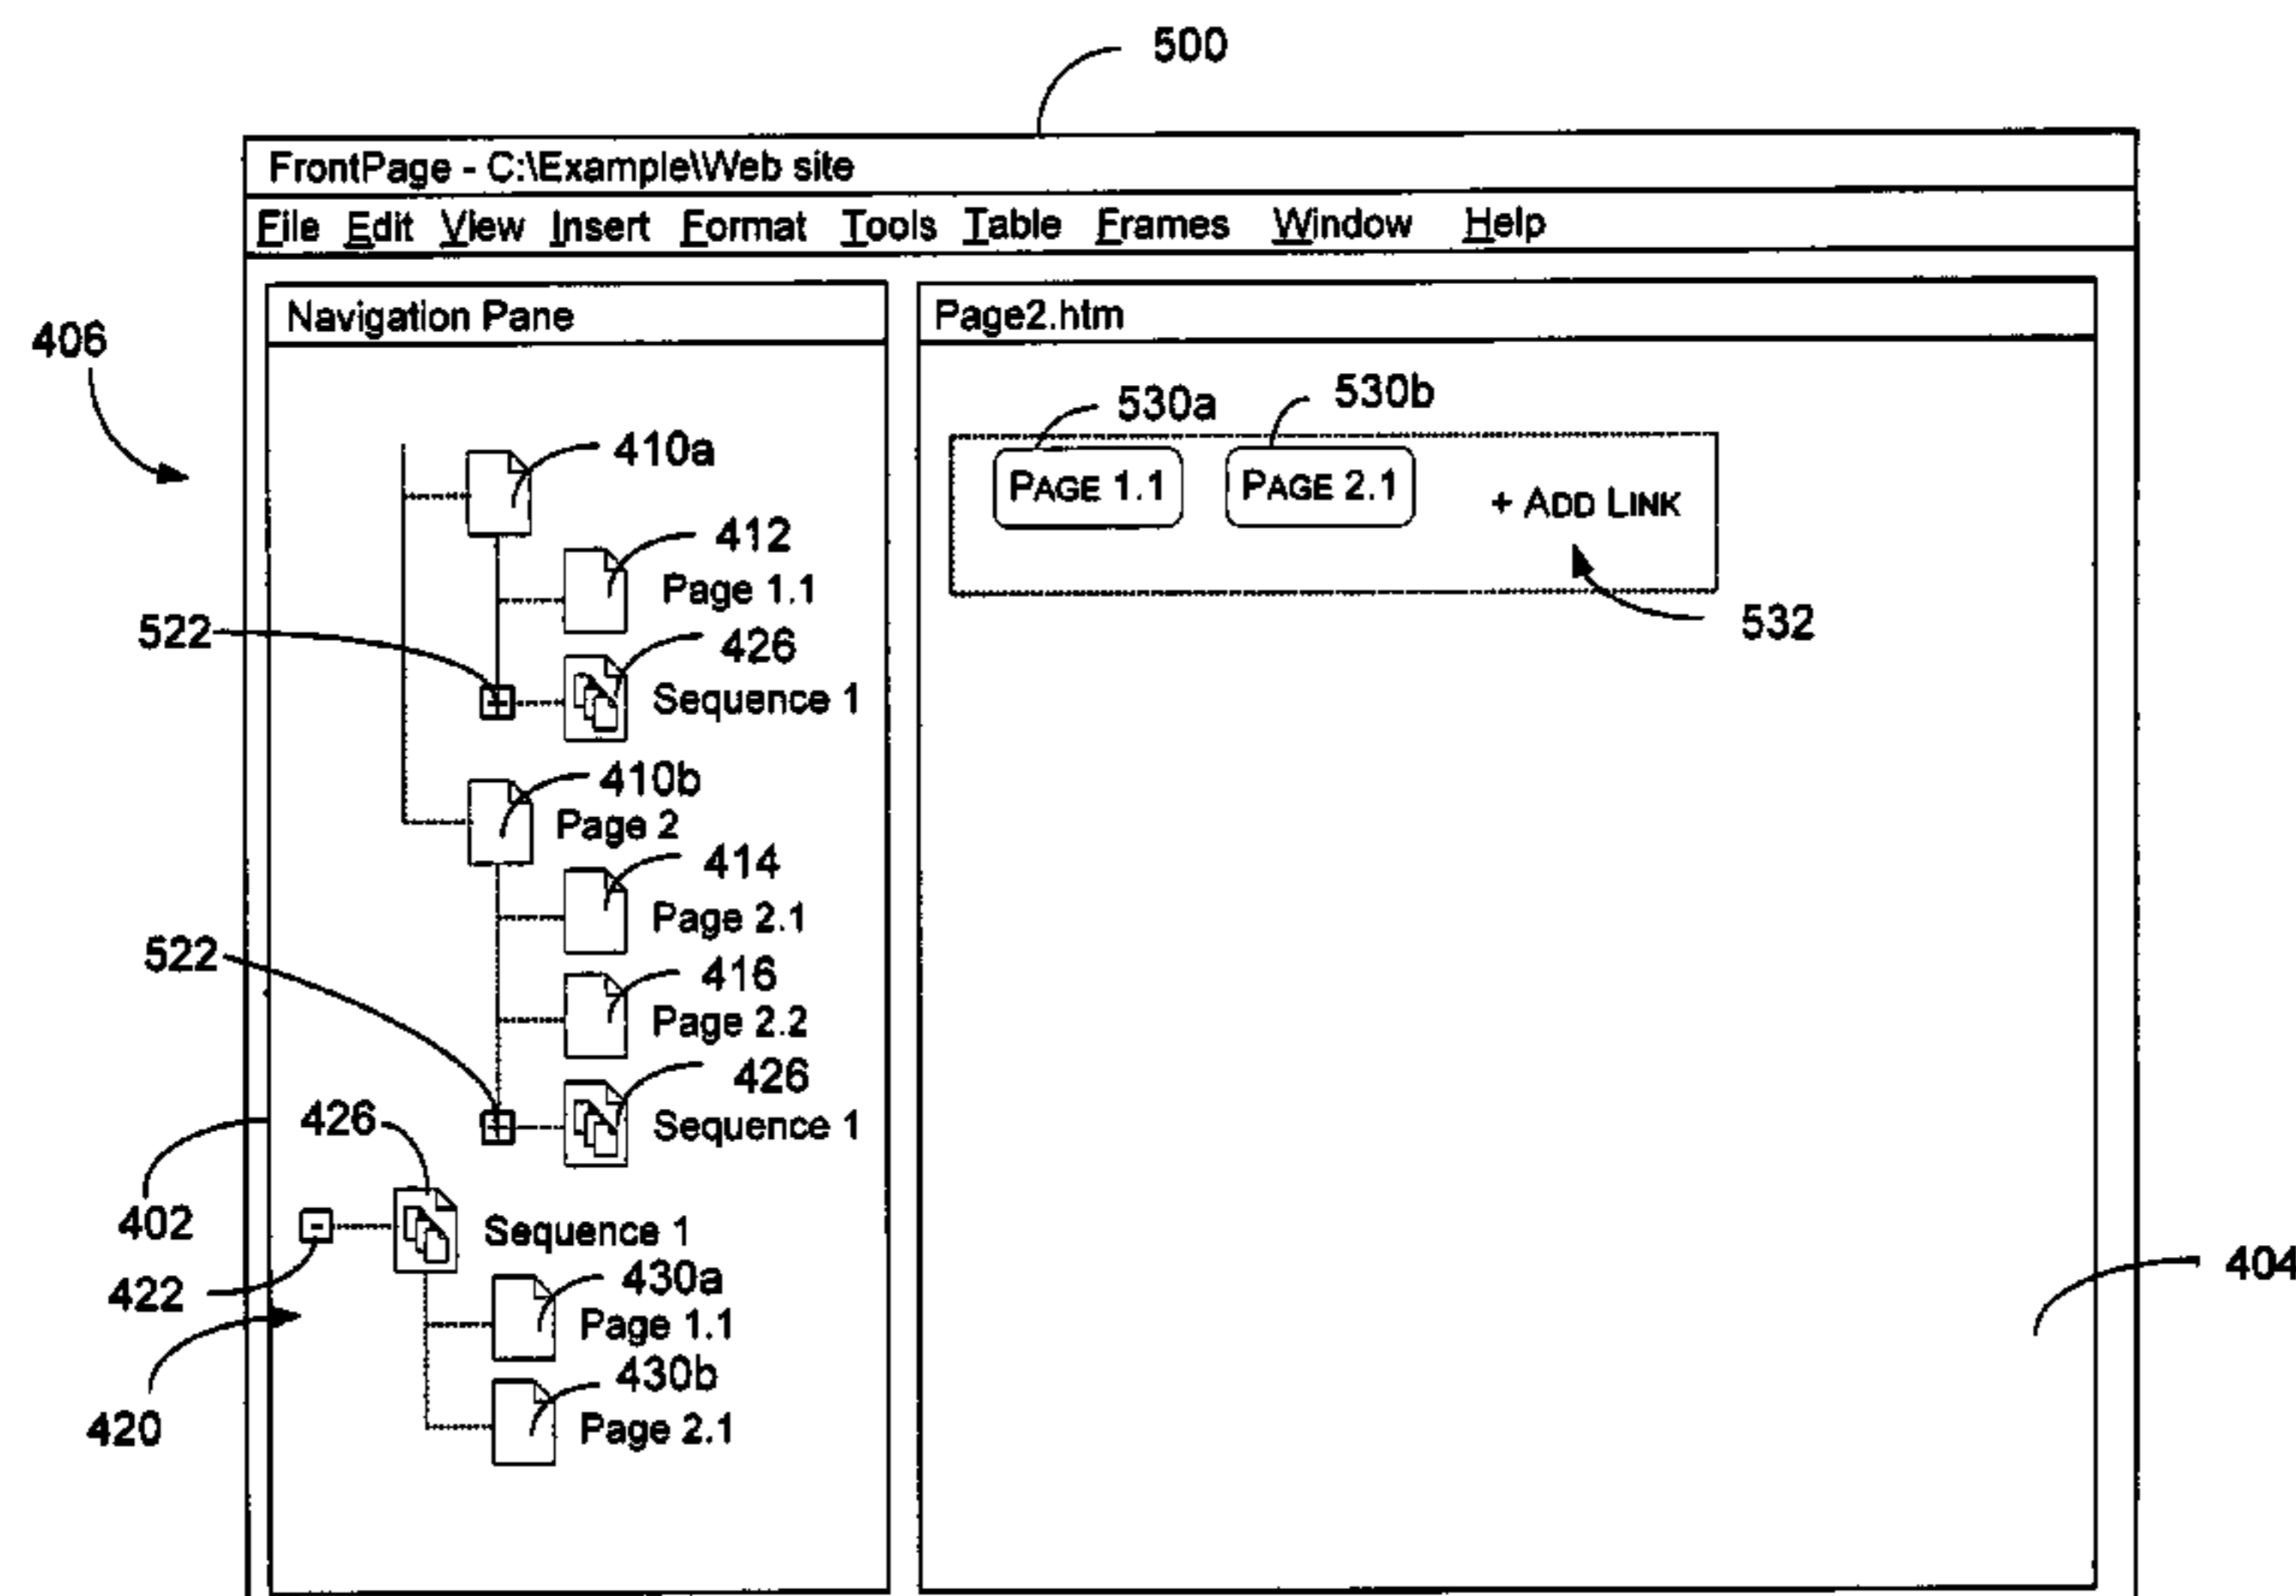 500
FrontPage - C:\Example\Web site
File Edit View Insert Format Tools Table Frames Window Help
Navigation Pane
Page2.htm
406
530a
530b
410a
PAGE 1.1
PAGE 2.1
+ ADD LINK
412
Page 1.1
532
522
426
Sequence 1
410b
Page 2
414
Page 2.1
522
416
Page 2.2
426
Sequence 1
426
402
Sequence 1
404
422
430a
Page 1.1
430b
420
Page 2.1